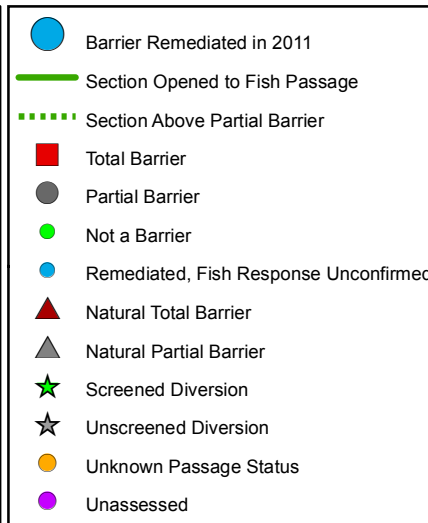 Barrier Remediated in 2011
Section Opened to Fish Passage
Section Above Partial Barrier
Total Barrier
Partial Barrier
Not a Barrier
Remediated, Fish Response Unconfirmed
Natural Total Barrier
Natural Partial Barrier
Screened Diversion
Unscreened Diversion
Unknown Passage Status
Unassessed